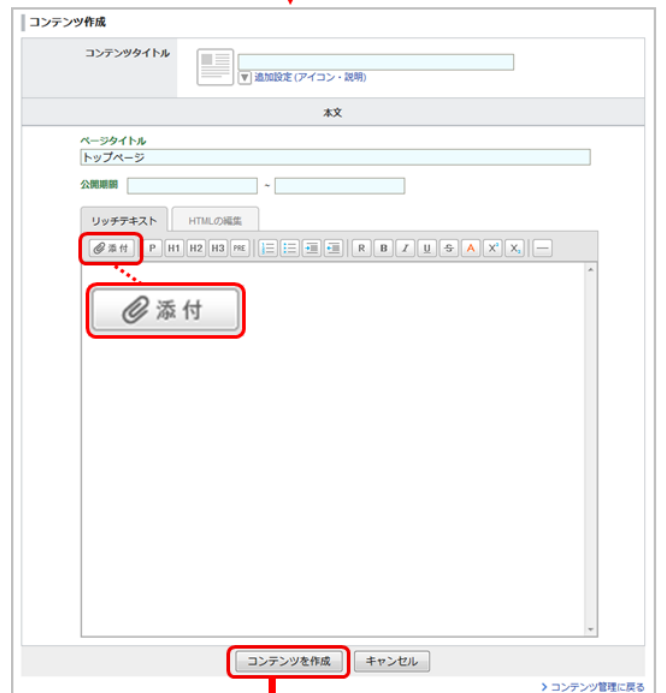 コンテンツ作成
コンテンツタイトル
追加設定(アイコン・説明)
本文
ページタイトル
トップページ
公開期間 ~
リッチテキスト HTMLの編集
添付 P H1 H2 H3 PRE R B I U S A X² X₂ —
添付
コンテンツを作成 キャンセル
> コンテンツ管理に戻る